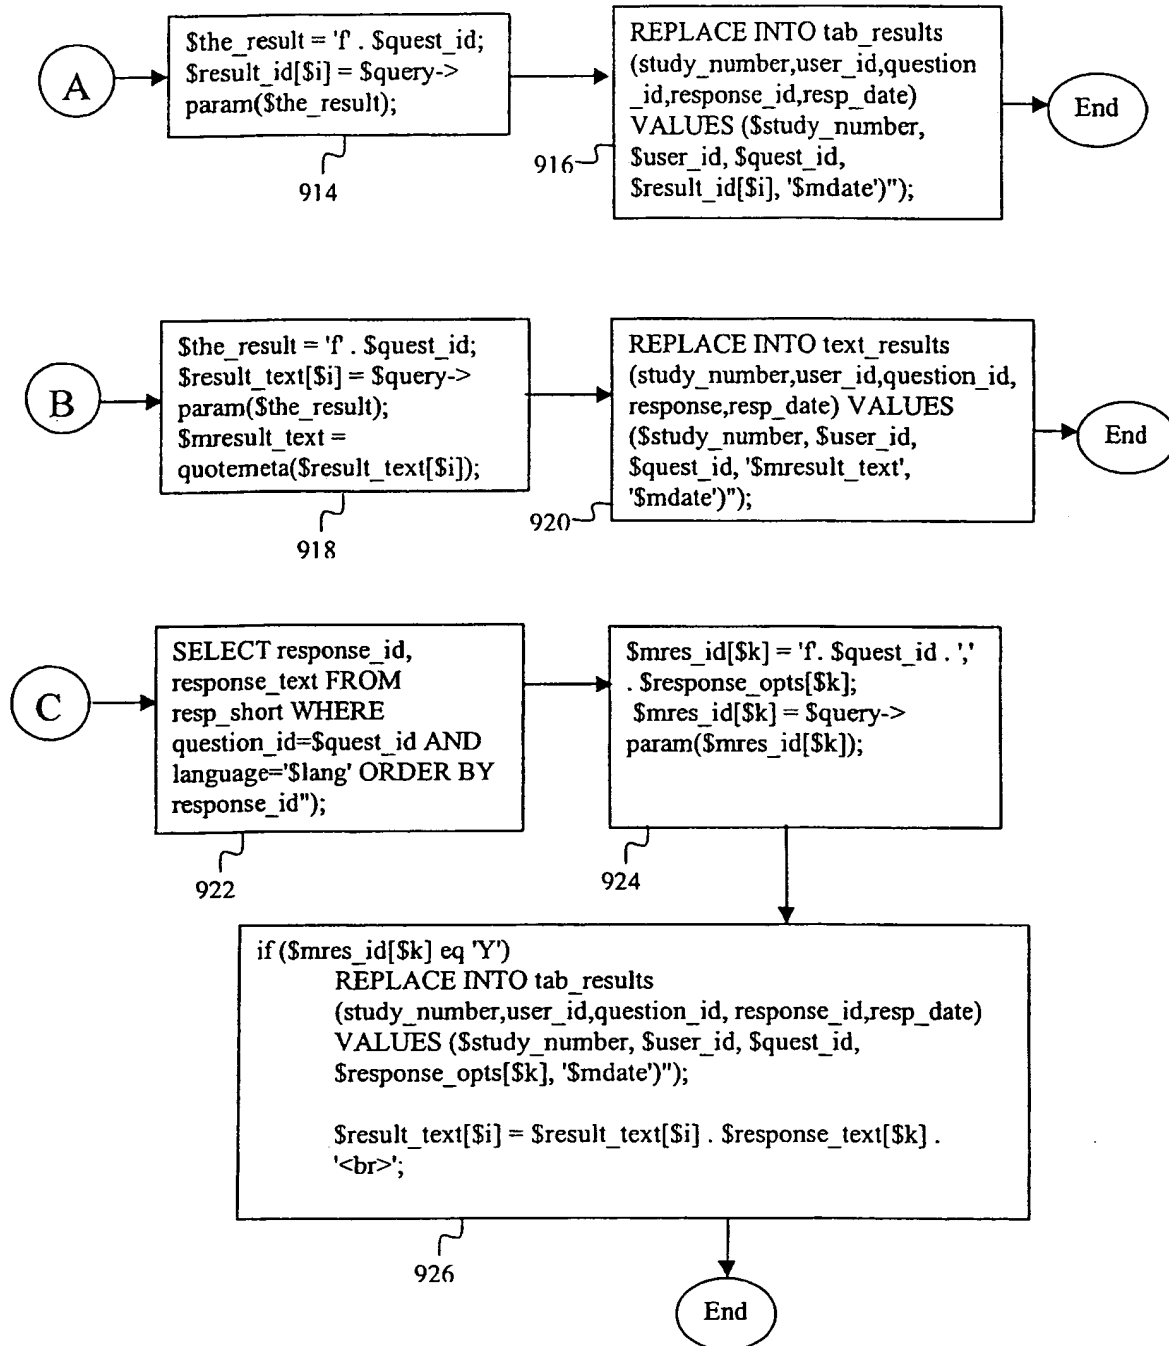 A
$the_result = 'f' . $quest_id;
$result_id[$i] = $query->
param($the_result);
914
REPLACE INTO tab_results
(study_number,user_id,question
_id,response_id,resp_date)
VALUES ($study_number,
$user_id, $quest_id,
$result_id[$i], '$mdate')");
916
End
B
$the_result = 'f' . $quest_id;
$result_text[$i] = $query->
param($the_result);
$mresult_text =
quotemeta($result_text[$i]);
918
REPLACE INTO text_results
(study_number,user_id,question_id,
response,resp_date) VALUES
($study_number, $user_id,
$quest_id, '$mresult_text',
'$mdate')");
920
End
C
SELECT response_id,
response_text FROM
resp_short WHERE
question_id=$quest_id AND
language='$lang' ORDER BY
response_id");
922
$mres_id[$k] = 'f'. $quest_id . ','
. $response_opts[$k];
$mres_id[$k] = $query->
param($mres_id[$k]);
924
if ($mres_id[$k] eq 'Y')
REPLACE INTO tab_results
(study_number,user_id,question_id, response_id,resp_date)
VALUES ($study_number, $user_id, $quest_id,
$response_opts[$k], '$mdate')");
$result_text[$i] = $result_text[$i] . $response_text[$k] .
'<br>';
926
End